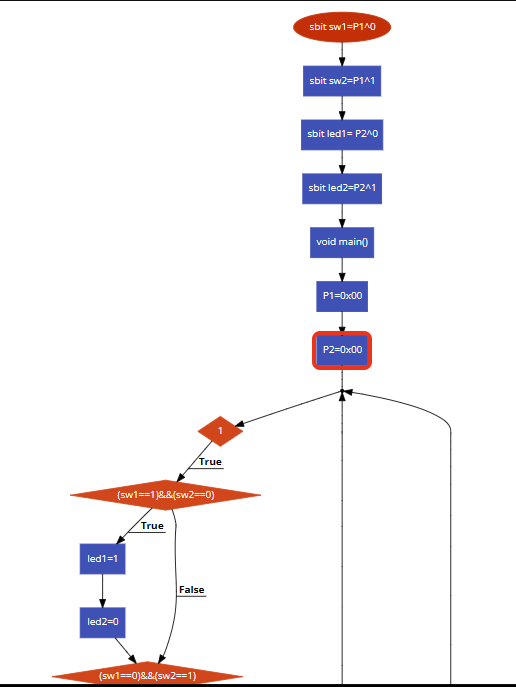 sbit sw1=P1^0
sbit sw2=P1^1
sbit led1= P2^0
sbit led2=P2^1
void main()
P1=0x00
P2=0x00
1
True
(sw1==1)&&(sw2==0)
True
led1=1
False
led2=0
(sw1==0)&&(sw2==1)